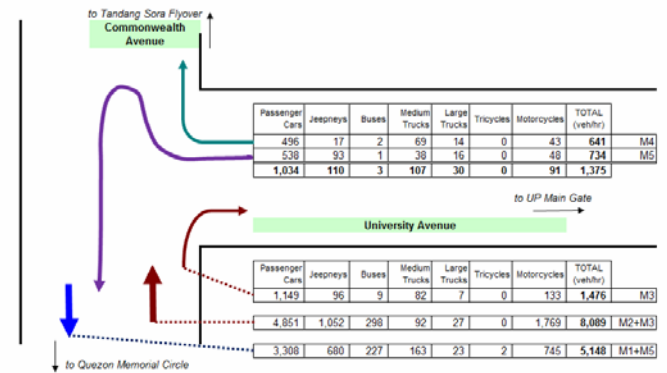 to Tandang Sora Flyover
Commonwealth
Avenue
Passenger Cars Jeepneys Buses Medium Trucks Large Trucks Tricycles Motorcycles TOTAL (veh/hr)
496 17 2 69 14 0 43 641 M4
538 93 1 38 16 0 48 734 M5
1,034 110 3 107 30 0 91 1,375
to UP Main Gate
University Avenue
Passenger Cars Jeepneys Buses Medium Trucks Large Trucks Tricycles Motorcycles TOTAL (veh/hr)
1,149 96 9 82 7 0 133 1,476 M3
4,851 1,052 298 92 27 0 1,769 8,089 M2+M3
3,308 680 227 163 23 2 745 5,148 M1+M5
to Quezon Memorial Circle